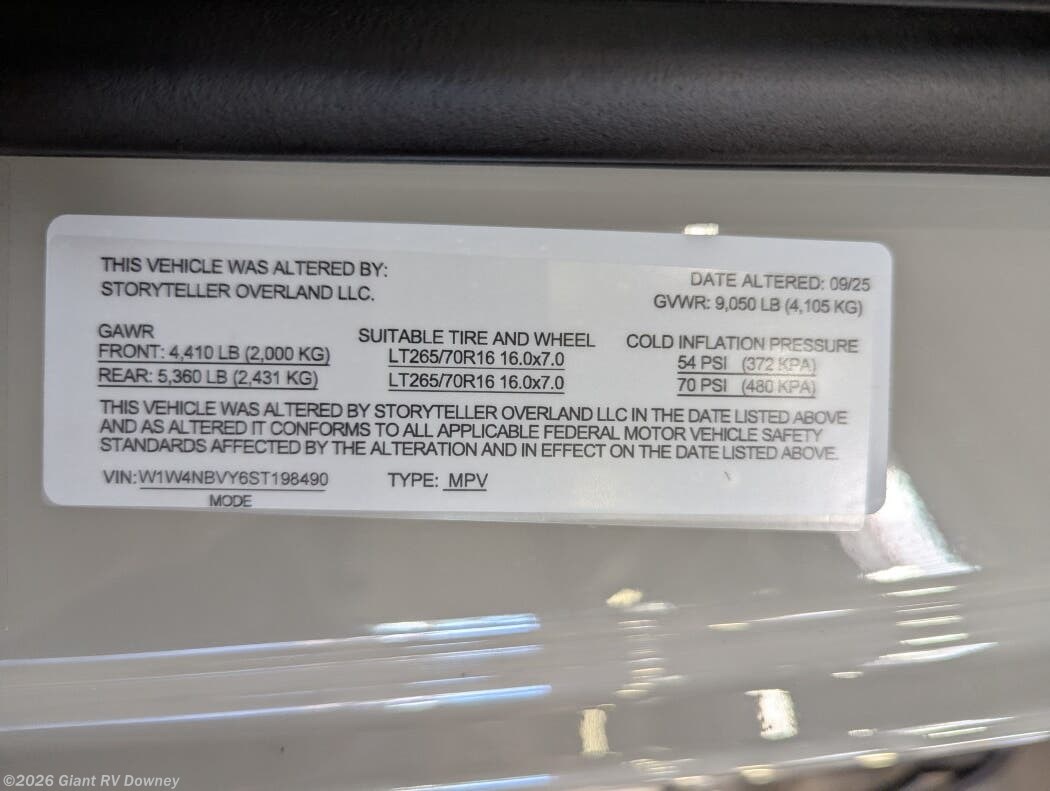 THIS VEHICLE WAS ALTERED BY:
STORYTELLER OVERLAND LLC.
DATE ALTERED: 09/25
GVWR: 9,050 LB (4,105 KG)
GAWR
SUITABLE TIRE AND WHEEL
COLD INFLATION PRESSURE
FRONT: 4,410 LB (2,000 KG)
LT265/70R16 16.0x7.0
54 PSI (372 KPA)
REAR: 5,360 LB (2,431 KG)
LT265/70R16 16.0x7.0
70 PSI (480 KPA)
THIS VEHICLE WAS ALTERED BY STORYTELLER OVERLAND LLC IN THE DATE LISTED ABOVE
AND AS ALTERED IT CONFORMS TO ALL APPLICABLE FEDERAL MOTOR VEHICLE SAFETY
STANDARDS AFFECTED BY THE ALTERATION AND IN EFFECT ON THE DATE LISTED ABOVE.
VIN: W1W4NBVY6ST198490
TYPE: MPV
MODE
©2026 Giant RV Downey